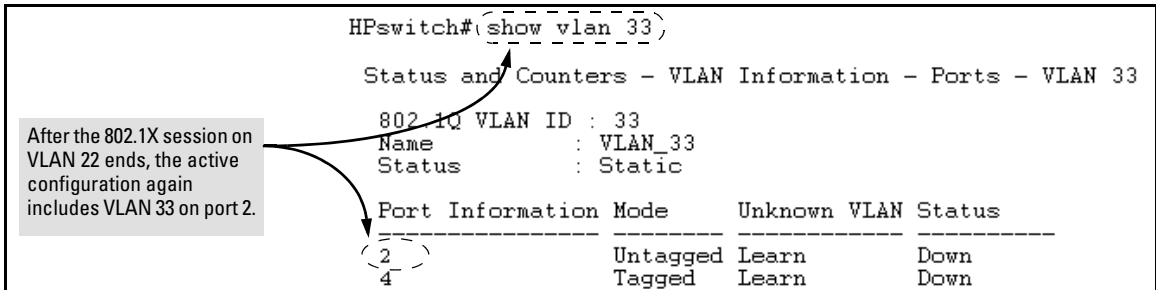 HPswitch# show vlan 33
Status and Counters - VLAN Information - Ports - VLAN 33
802.1Q VLAN ID : 33
Name : VLAN_33
Status : Static
After the 802.1X session on
VLAN 22 ends, the active
configuration again
includes VLAN 33 on port 2.
Port Information Mode Unknown VLAN Status
---------------- -------- ------------ ----------
2 Untagged Learn Down
4 Tagged Learn Down